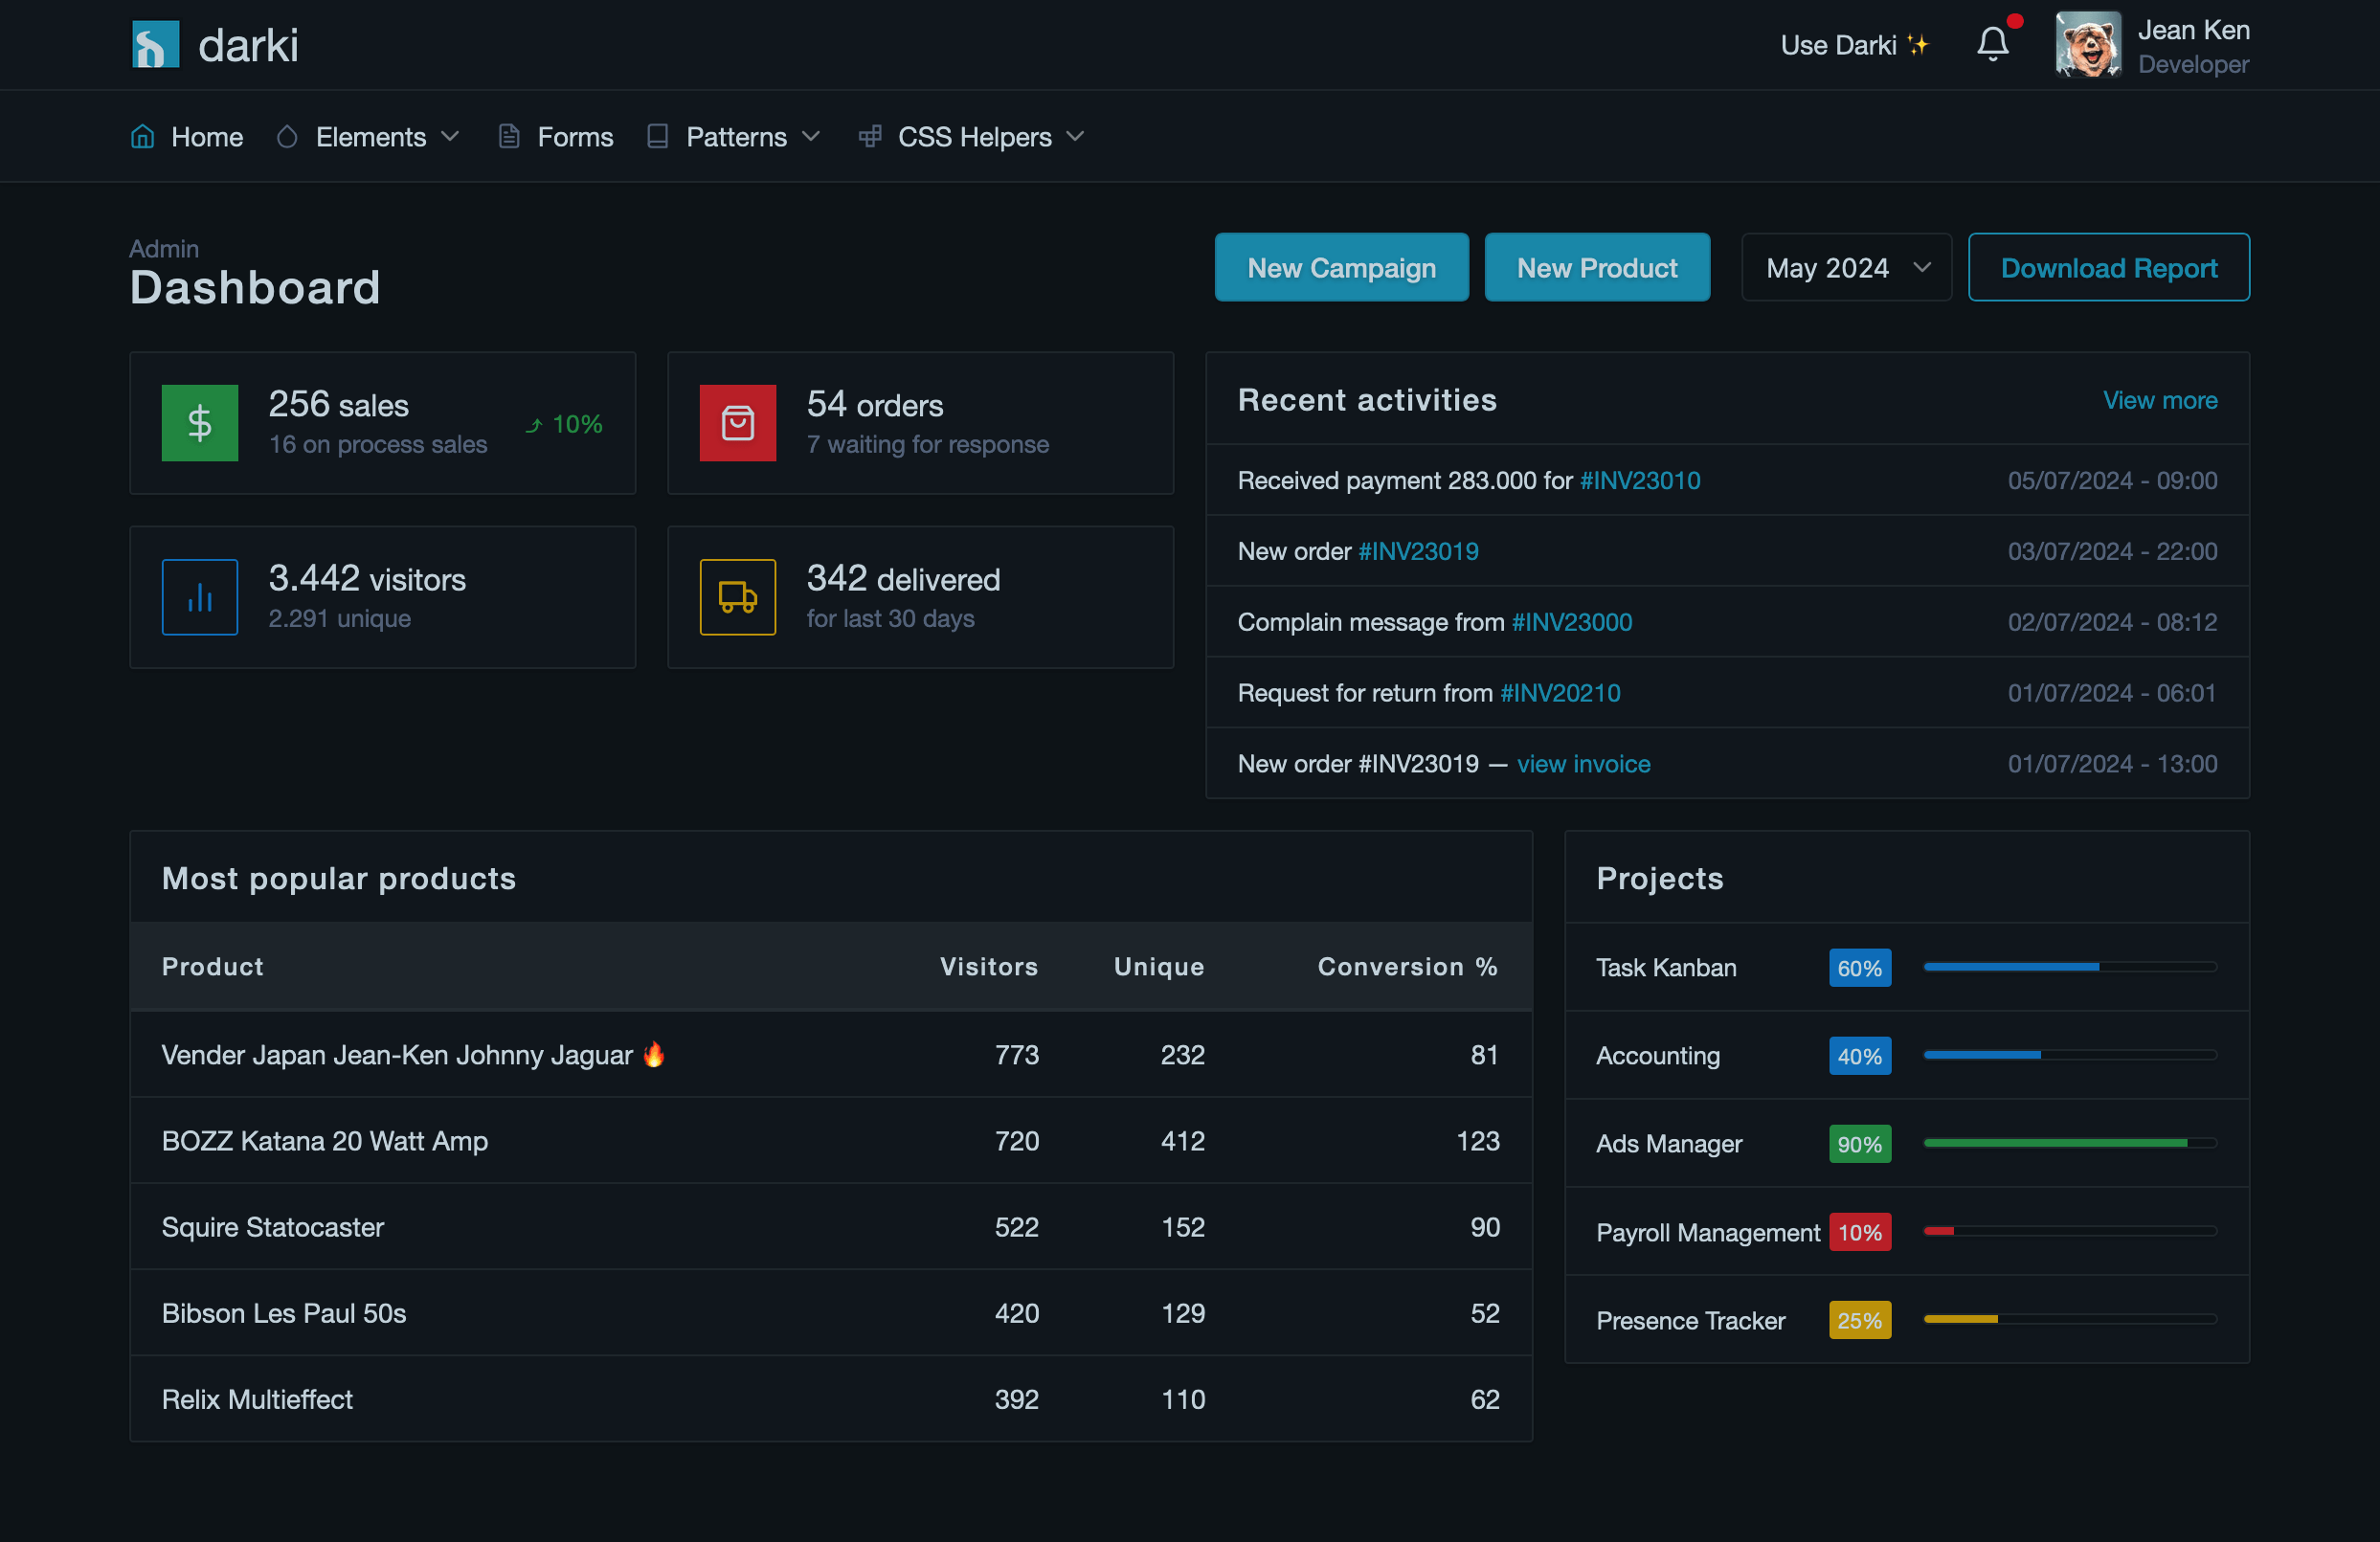 darki
Use Darki ✨
Jean Ken
Developer
Home Elements Forms Patterns CSS Helpers
Admin
Dashboard
New Campaign New Product May 2024 Download Report
256 sales
16 on process sales
10%
54 orders
7 waiting for response
3.442 visitors
2.291 unique
342 delivered
for last 30 days
Recent activities View more
Received payment 283.000 for #INV23010 05/07/2024 - 09:00
New order #INV23019 03/07/2024 - 22:00
Complain message from #INV23000 02/07/2024 - 08:12
Request for return from #INV20210 01/07/2024 - 06:01
New order #INV23019 — view invoice 01/07/2024 - 13:00
Most popular products
Product Visitors Unique Conversion %
Vender Japan Jean-Ken Johnny Jaguar 🔥 773 232 81
BOZZ Katana 20 Watt Amp 720 412 123
Squire Statocaster 522 152 90
Bibson Les Paul 50s 420 129 52
Relix Multieffect 392 110 62
Projects
Task Kanban 60%
Accounting 40%
Ads Manager 90%
Payroll Management 10%
Presence Tracker 25%